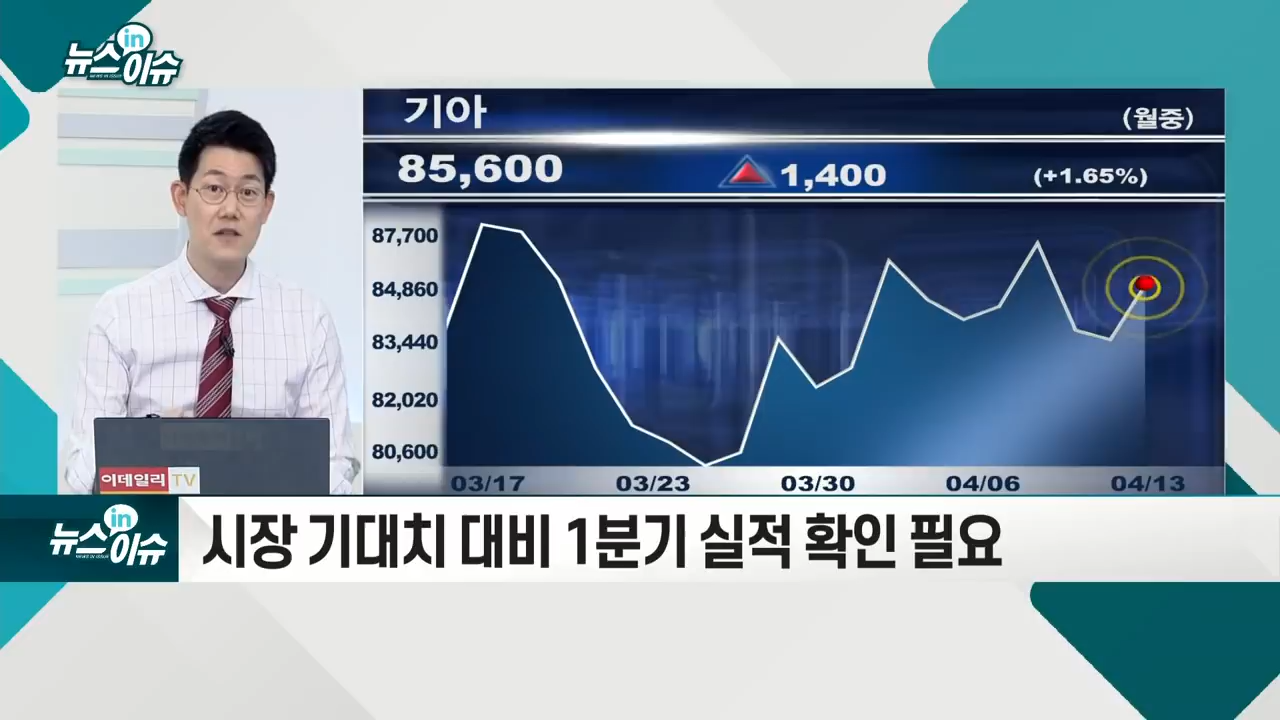 뉴스in이슈
기아
(월중)
85,600 ▲ 1,400 (+1.65%)
87,700
84,860
83,440
82,020
80,600
03/17 03/23 03/30 04/06 04/13
이데일리TV
뉴스in이슈
시장 기대치 대비 1분기 실적 확인 필요